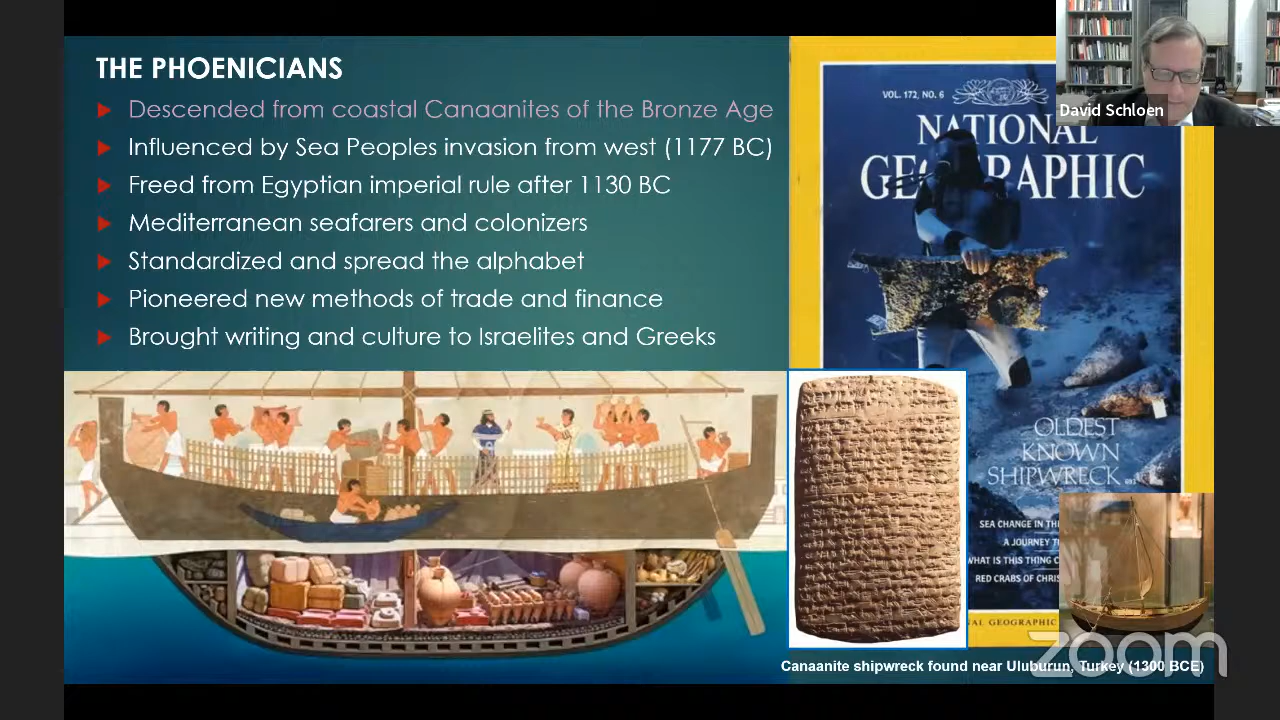 THE PHOENICIANS
Descended from coastal Canaanites of the Bronze Age
Influenced by Sea Peoples invasion from west (1177 BC)
Freed from Egyptian imperial rule after 1130 BC
Mediterranean seafarers and colonizers
Standardized and spread the alphabet
Pioneered new methods of trade and finance
Brought writing and culture to Israelites and Greeks
David Schloen
VOL. 172, NO. 6
NATIONAL
GEOGRAPHIC
OLDEST
KNOWN
SHIPWRECK
SEA CHANGE IN TH
A JOURNEY T
WHAT IS THIS THING C
RED CRABS OF CHRIS
NAL GEOGRAPHIC
zoom
Canaanite shipwreck found near Uluburun, Turkey (1300 BCE)